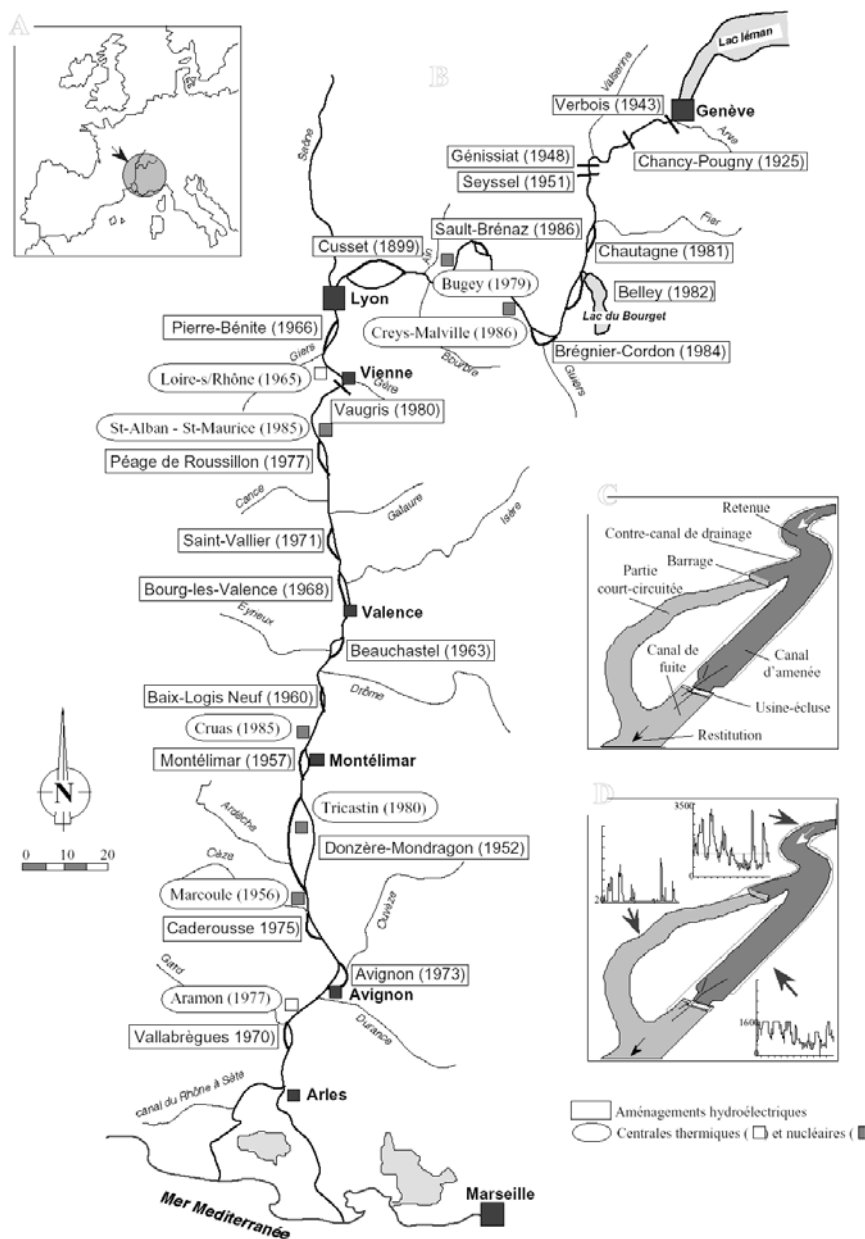 A
B
Lac léman
Valserine
Verbois (1943)
Genève
Arve
Génissiat (1948)
Chancy-Pougny (1925)
Seyssel (1951)
Saône
Sault-Brénaz (1986)
Fier
Cusset (1899)
Ain
Chautagne (1981)
Bugey (1979)
Lyon
Belley (1982)
Lac du Bourget
Pierre-Bénite (1966)
Creys-Malville (1986)
Brégnier-Cordon (1984)
Giers
Bourbre
Guiers
Loire-s/Rhône (1965)
Vienne
Gère
Vaugris (1980)
St-Alban - St-Maurice (1985)
Péage de Roussillon (1977)
Cance
Galaure
Isère
Saint-Vallier (1971)
Bourg-les-Valence (1968)
Eyrieux
Valence
Beauchastel (1963)
Drôme
Baix-Logis Neuf (1960)
Cruas (1985)
Montélimar (1957)
Montélimar
Ardèche
Tricastin (1980)
Donzère-Mondragon (1952)
Cèze
Marcoule (1956)
Caderousse 1975)
Ouvèze
Gard
Avignon (1973)
Avignon
Aramon (1977)
Durance
Vallabrègues 1970)
canal du Rhône à Sète
Arles
Mer Mediterranée
Marseille
N
0 10 20
C
Retenue
Contre-canal de drainage
Barrage
Partie
court-circuitée
Canal de
fuite
Canal
d'amenée
Usine-écluse
Restitution
D
3500
0
2
1600
0
Aménagements hydroélectriques
Centrales thermiques ( ) et nucléaires (